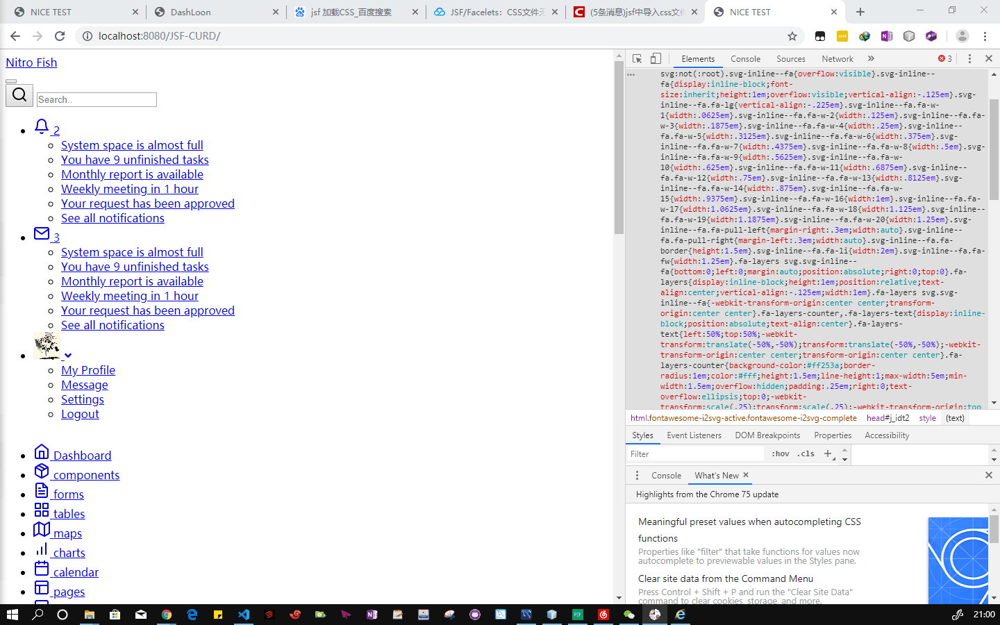 NICE TEST
DashLoon
jsf 加载CSS_百度搜索
JSF/Facelets：CSS文件无
(5条消息)jsf中导入css文件
NICE TEST
localhost:8080/JSF-CURD/
Nitro Fish
Search..
2
System space is almost full
You have 9 unfinished tasks
Monthly report is available
Weekly meeting in 1 hour
Your request has been approved
See all notifications
3
System space is almost full
You have 9 unfinished tasks
Monthly report is available
Weekly meeting in 1 hour
Your request has been approved
See all notifications
My Profile
Message
Settings
Logout
Dashboard
components
forms
tables
maps
charts
calendar
pages
Elements Console Sources Network » 3
svg:not(:root).svg-inline--fa{overflow:visible}.svg-inline--
fa{display:inline-block;font-
size:inherit;height:1em;overflow:visible;vertical-align:-.125em}.svg-
inline--fa.fa-lg{vertical-align:-.225em}.svg-inline--fa.fa-w-
1{width:.0625em}.svg-inline--fa.fa-w-2{width:.125em}.svg-inline--fa.fa-
w-3{width:.1875em}.svg-inline--fa.fa-w-4{width:.25em}.svg-inline--
fa.fa-w-5{width:.3125em}.svg-inline--fa.fa-w-6{width:.375em}.svg-
inline--fa.fa-w-7{width:.4375em}.svg-inline--fa.fa-w-8{width:.5em}.svg-
inline--fa.fa-w-9{width:.5625em}.svg-inline--fa.fa-w-
10{width:.625em}.svg-inline--fa.fa-w-11{width:.6875em}.svg-inline--
fa.fa-w-12{width:.75em}.svg-inline--fa.fa-w-13{width:.8125em}.svg-
inline--fa.fa-w-14{width:.875em}.svg-inline--fa.fa-w-
15{width:.9375em}.svg-inline--fa.fa-w-16{width:1em}.svg-inline--fa.fa-
w-17{width:1.0625em}.svg-inline--fa.fa-w-18{width:1.125em}.svg-inline--
fa.fa-w-19{width:1.1875em}.svg-inline--fa.fa-w-20{width:1.25em}.svg-
inline--fa.fa-pull-left{margin-right:.3em;width:auto}.svg-inline--
fa.fa-pull-right{margin-left:.3em;width:auto}.svg-inline--fa.fa-
border{height:1.5em}.svg-inline--fa.fa-li{width:2em}.svg-inline--fa.fa-
fw{width:1.25em}.fa-layers svg.svg-inline--
fa{bottom:0;left:0;margin:auto;position:absolute;right:0;top:0}.fa-
layers{display:inline-block;height:1em;position:relative;text-
align:center;vertical-align:-.125em;width:1em}.fa-layers svg.svg-
inline--fa{-webkit-transform-origin:center center;transform-
origin:center center}.fa-layers-counter,.fa-layers-text{display:inline-
block;position:absolute;text-align:center}.fa-layers-
text{left:50%;top:50%;-webkit-
transform:translate(-50%,-50%);transform:translate(-50%,-50%);-webkit-
transform-origin:center center;transform-origin:center center}.fa-
layers-counter{background-color:#ff253a;border-
radius:1em;color:#fff;height:1.5em;line-height:1;max-width:5em;min-
width:1.5em;overflow:hidden;padding:.25em;right:0;text-
overflow:ellipsis;top:0;-webkit-
transform:scale(.25);transform:scale(.25);-webkit-transform-origin:top
html.fontawesome-i2svg-active.fontawesome-i2svg-complete head#j_idt2 style (text)
Styles Event Listeners DOM Breakpoints Properties Accessibility
Filter :hov .cls +
Console What's New
Highlights from the Chrome 75 update
Meaningful preset values when autocompleting CSS
functions
Properties like "filter" that take functions for values now
autocomplete to previewable values in the Styles pane.
Clear site data from the Command Menu
Press Control + Shift + P and run the "Clear Site Data"
command to clear cookies, storage, and more.
21:00